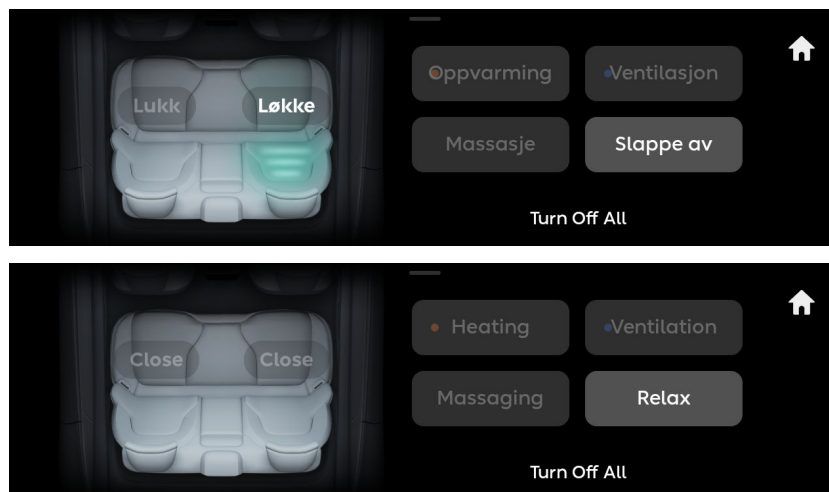 Lukk
Løkke
Oppvarming
Ventilasjon
Massasje
Slappe av
Turn Off All
Close
Close
Heating
Ventilation
Massaging
Relax
Turn Off All